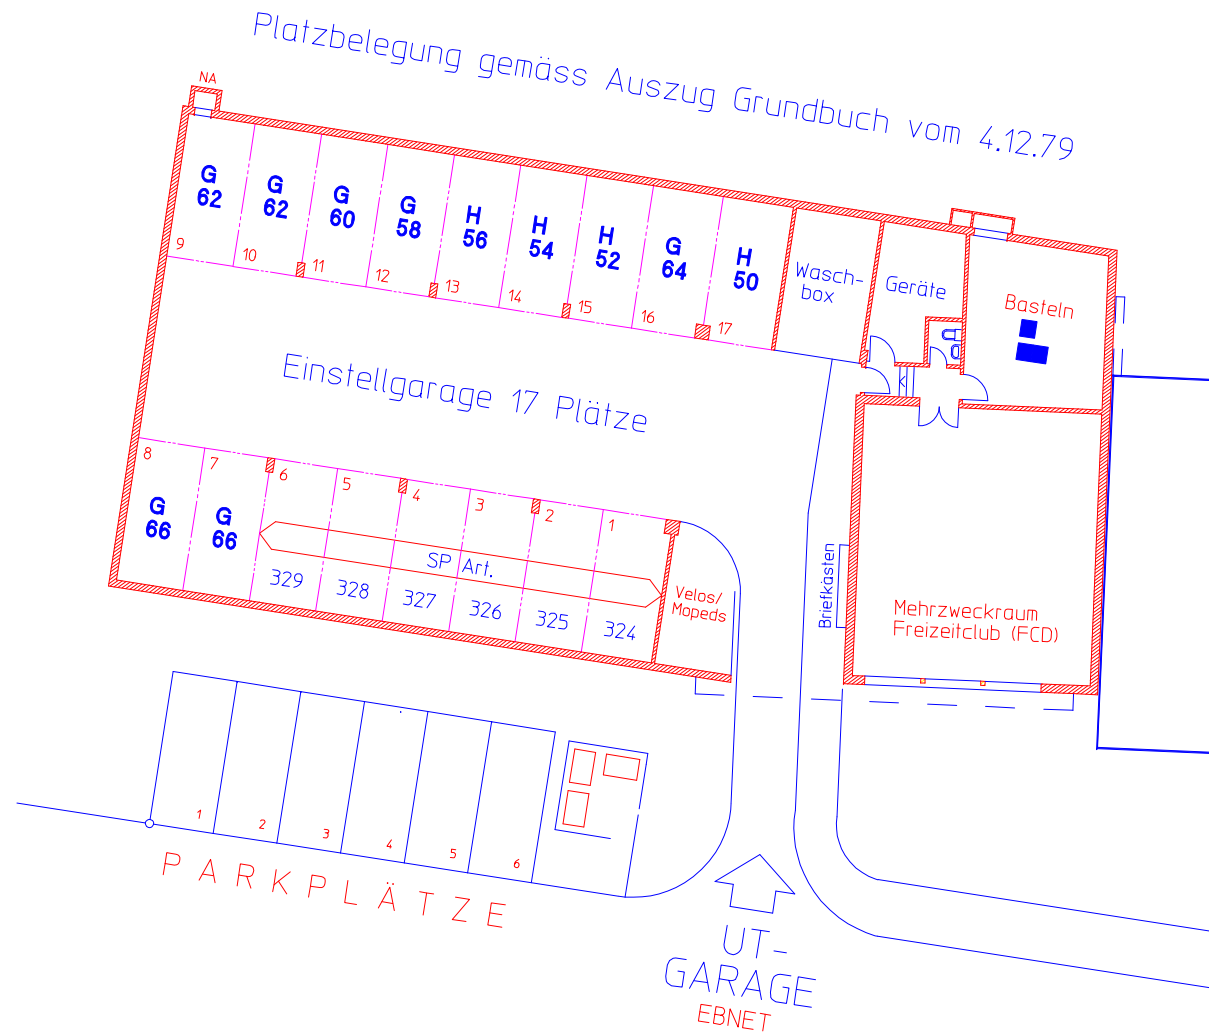 Platzbelegung gemäss Auszug Grundbuch vom 4.12.79
NA
G
62
G
62
G
60
G
58
H
56
H
54
H
52
G
64
H
50
9
10
11
12
13
14
15
16
17
Wasch-
box
Geräte
Basteln
K
Einstellgarage 17 Plätze
8
7
6
5
4
3
2
1
G
66
G
66
SP Art.
329
328
327
326
325
324
Velos/
Mopeds
Briefkästen
Mehrzweckraum
Freizeitclub (FCD)
1
2
3
4
5
6
PARKPLÄTZE
UT-
GARAGE
EBNET